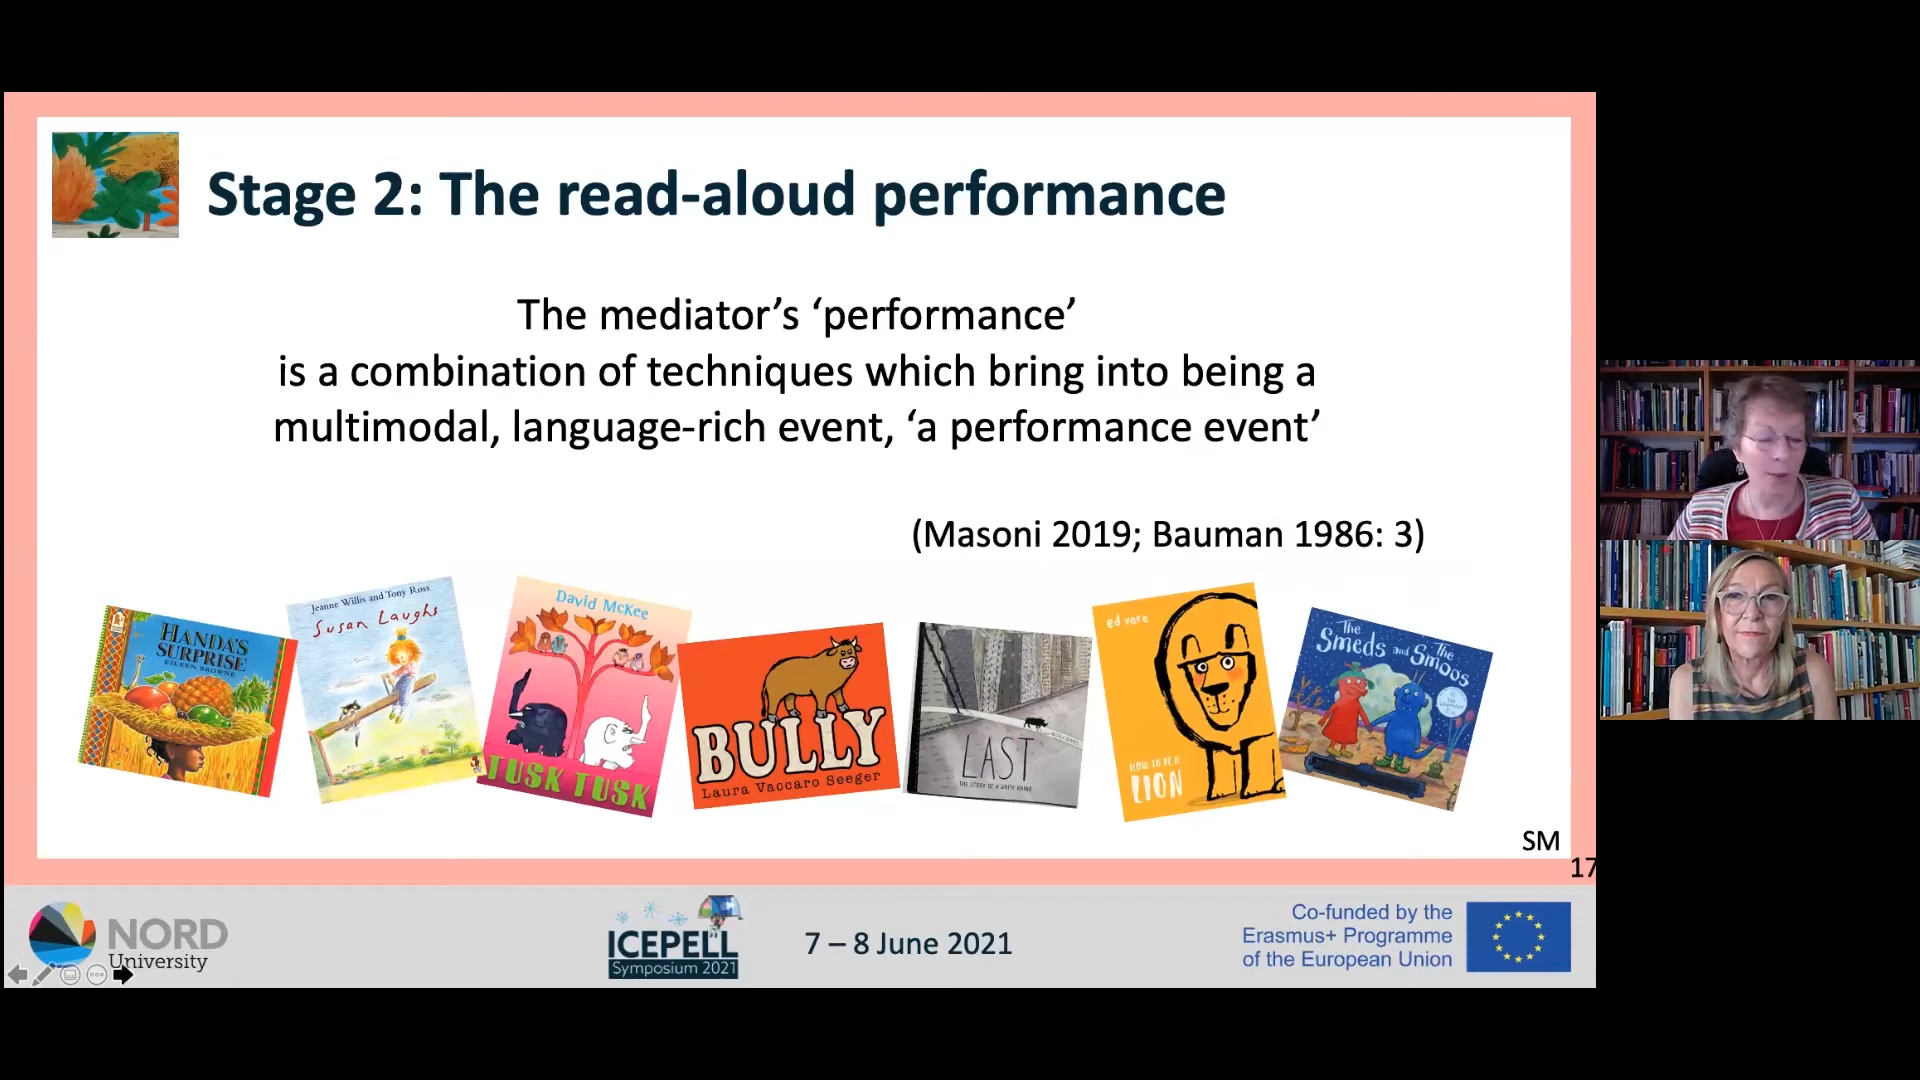 Stage 2: The read-aloud performance
The mediator’s ‘performance’
is a combination of techniques which bring into being a
multimodal, language-rich event, ‘a performance event’
(Masoni 2019; Bauman 1986: 3)
HANDA'S
SURPRISE
EILEEN BROWNE
Jeanne Willis and Tony Ross
Susan Laughs
David McKee
TUSK TUSK
BULLY
Laura Vaccaro Seeger
LAST
THE STORY OF A WHITE RHINO
ed vere
HOW TO BE A
LION
The
Smeds and The
Smoos
SM
17
NORD
University
ICEPELL
Symposium 2021
7 – 8 June 2021
Co-funded by the
Erasmus+ Programme
of the European Union